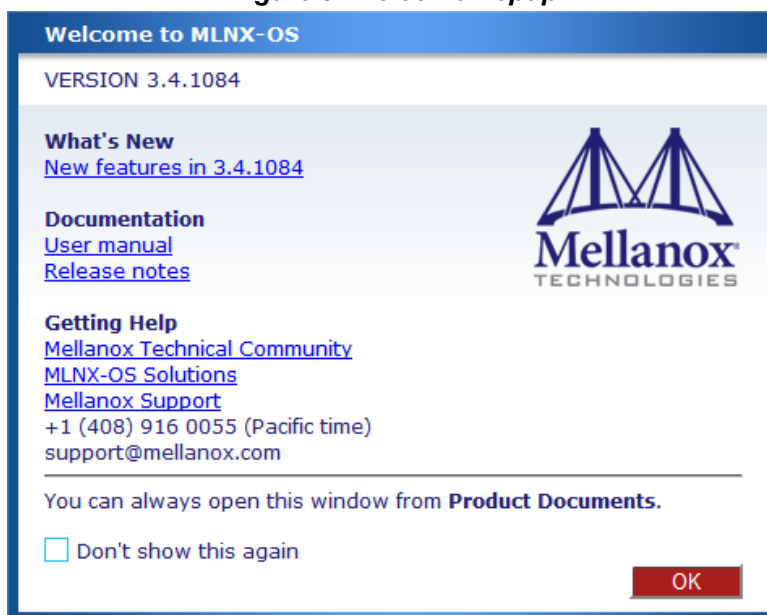 Welcome to MLNX-OS
VERSION 3.4.1084
What's New
New features in 3.4.1084
Documentation
User manual
Release notes
Mellanox
TECHNOLOGIES
Getting Help
Mellanox Technical Community
MLNX-OS Solutions
Mellanox Support
+1 (408) 916 0055 (Pacific time)
support@mellanox.com
You can always open this window from Product Documents.
Don't show this again
OK